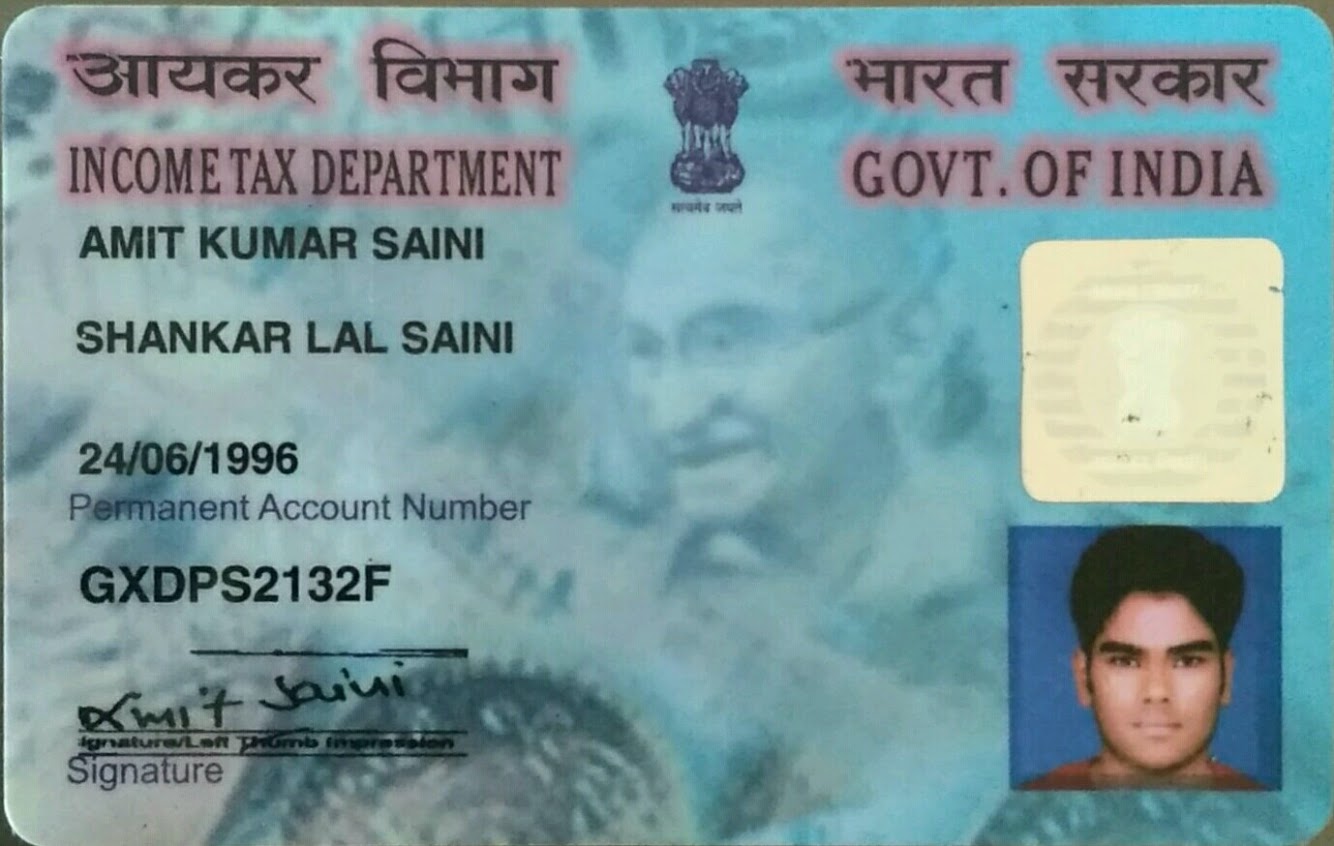 आयकर विभाग
INCOME TAX DEPARTMENT
भारत सरकार
GOVT. OF INDIA
सत्यमेव जयते
AMIT KUMAR SAINI
SHANKAR LAL SAINI
24/06/1996
Permanent Account Number
GXDPS2132F
Amit Saini
ignature/Left Thumb Impression
Signature